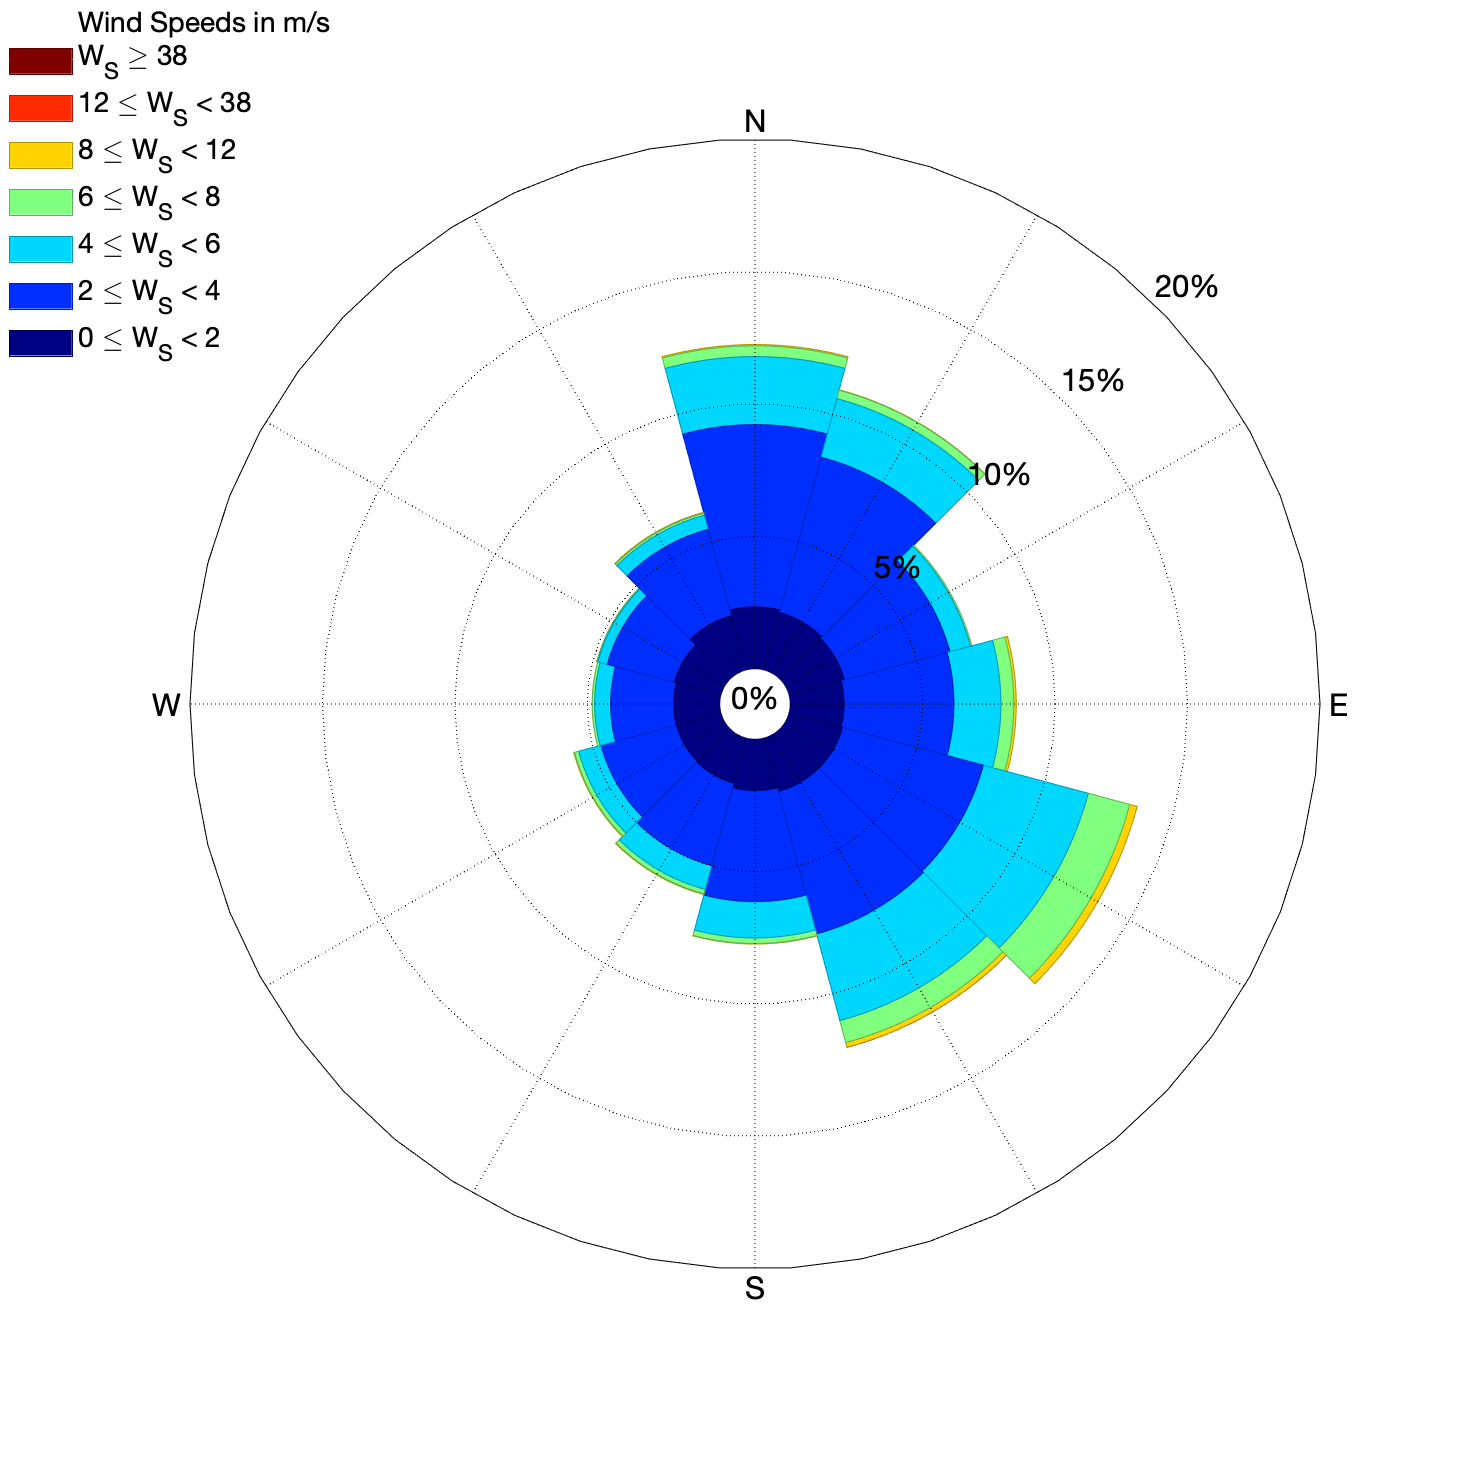 Wind Speeds in m/s
W_S ≥ 38
12 ≤ W_S < 38
8 ≤ W_S < 12
6 ≤ W_S < 8
4 ≤ W_S < 6
2 ≤ W_S < 4
0 ≤ W_S < 2
N
20%
15%
10%
5%
0%
W
E
S